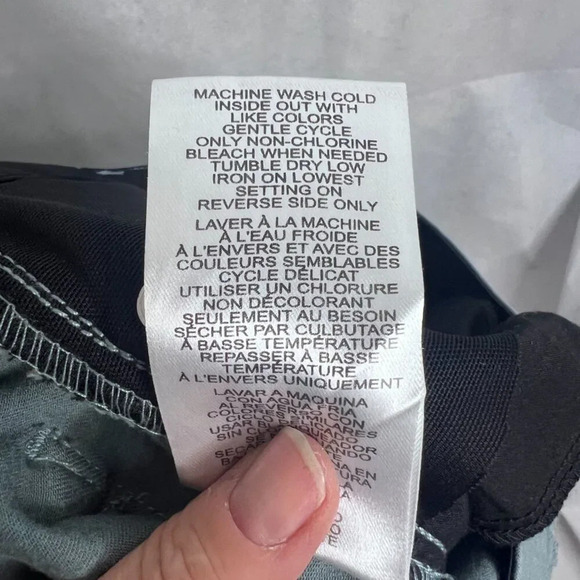 MACHINE WASH COLD
INSIDE OUT WITH
LIKE COLORS
GENTLE CYCLE
ONLY NON-CHLORINE
BLEACH WHEN NEEDED
TUMBLE DRY LOW
IRON ON LOWEST
SETTING ON
REVERSE SIDE ONLY
LAVER À LA MACHINE
À L'EAU FROIDE
À L'ENVERS ET AVEC DES
COULEURS SEMBLABLES
CYCLE DÉLICAT
UTILISER UN CHLORURE
NON DÉCOLORANT
SEULEMENT AU BESOIN
SÉCHER PAR CULBUTAGE
À BASSE TEMPÉRATURE
REPASSER À BASSE
TEMPÉRATURE
À L'ENVERS UNIQUEMENT
LAVAR A MAQUINA
CON AGUA FRIA
USAR
SIN
EN